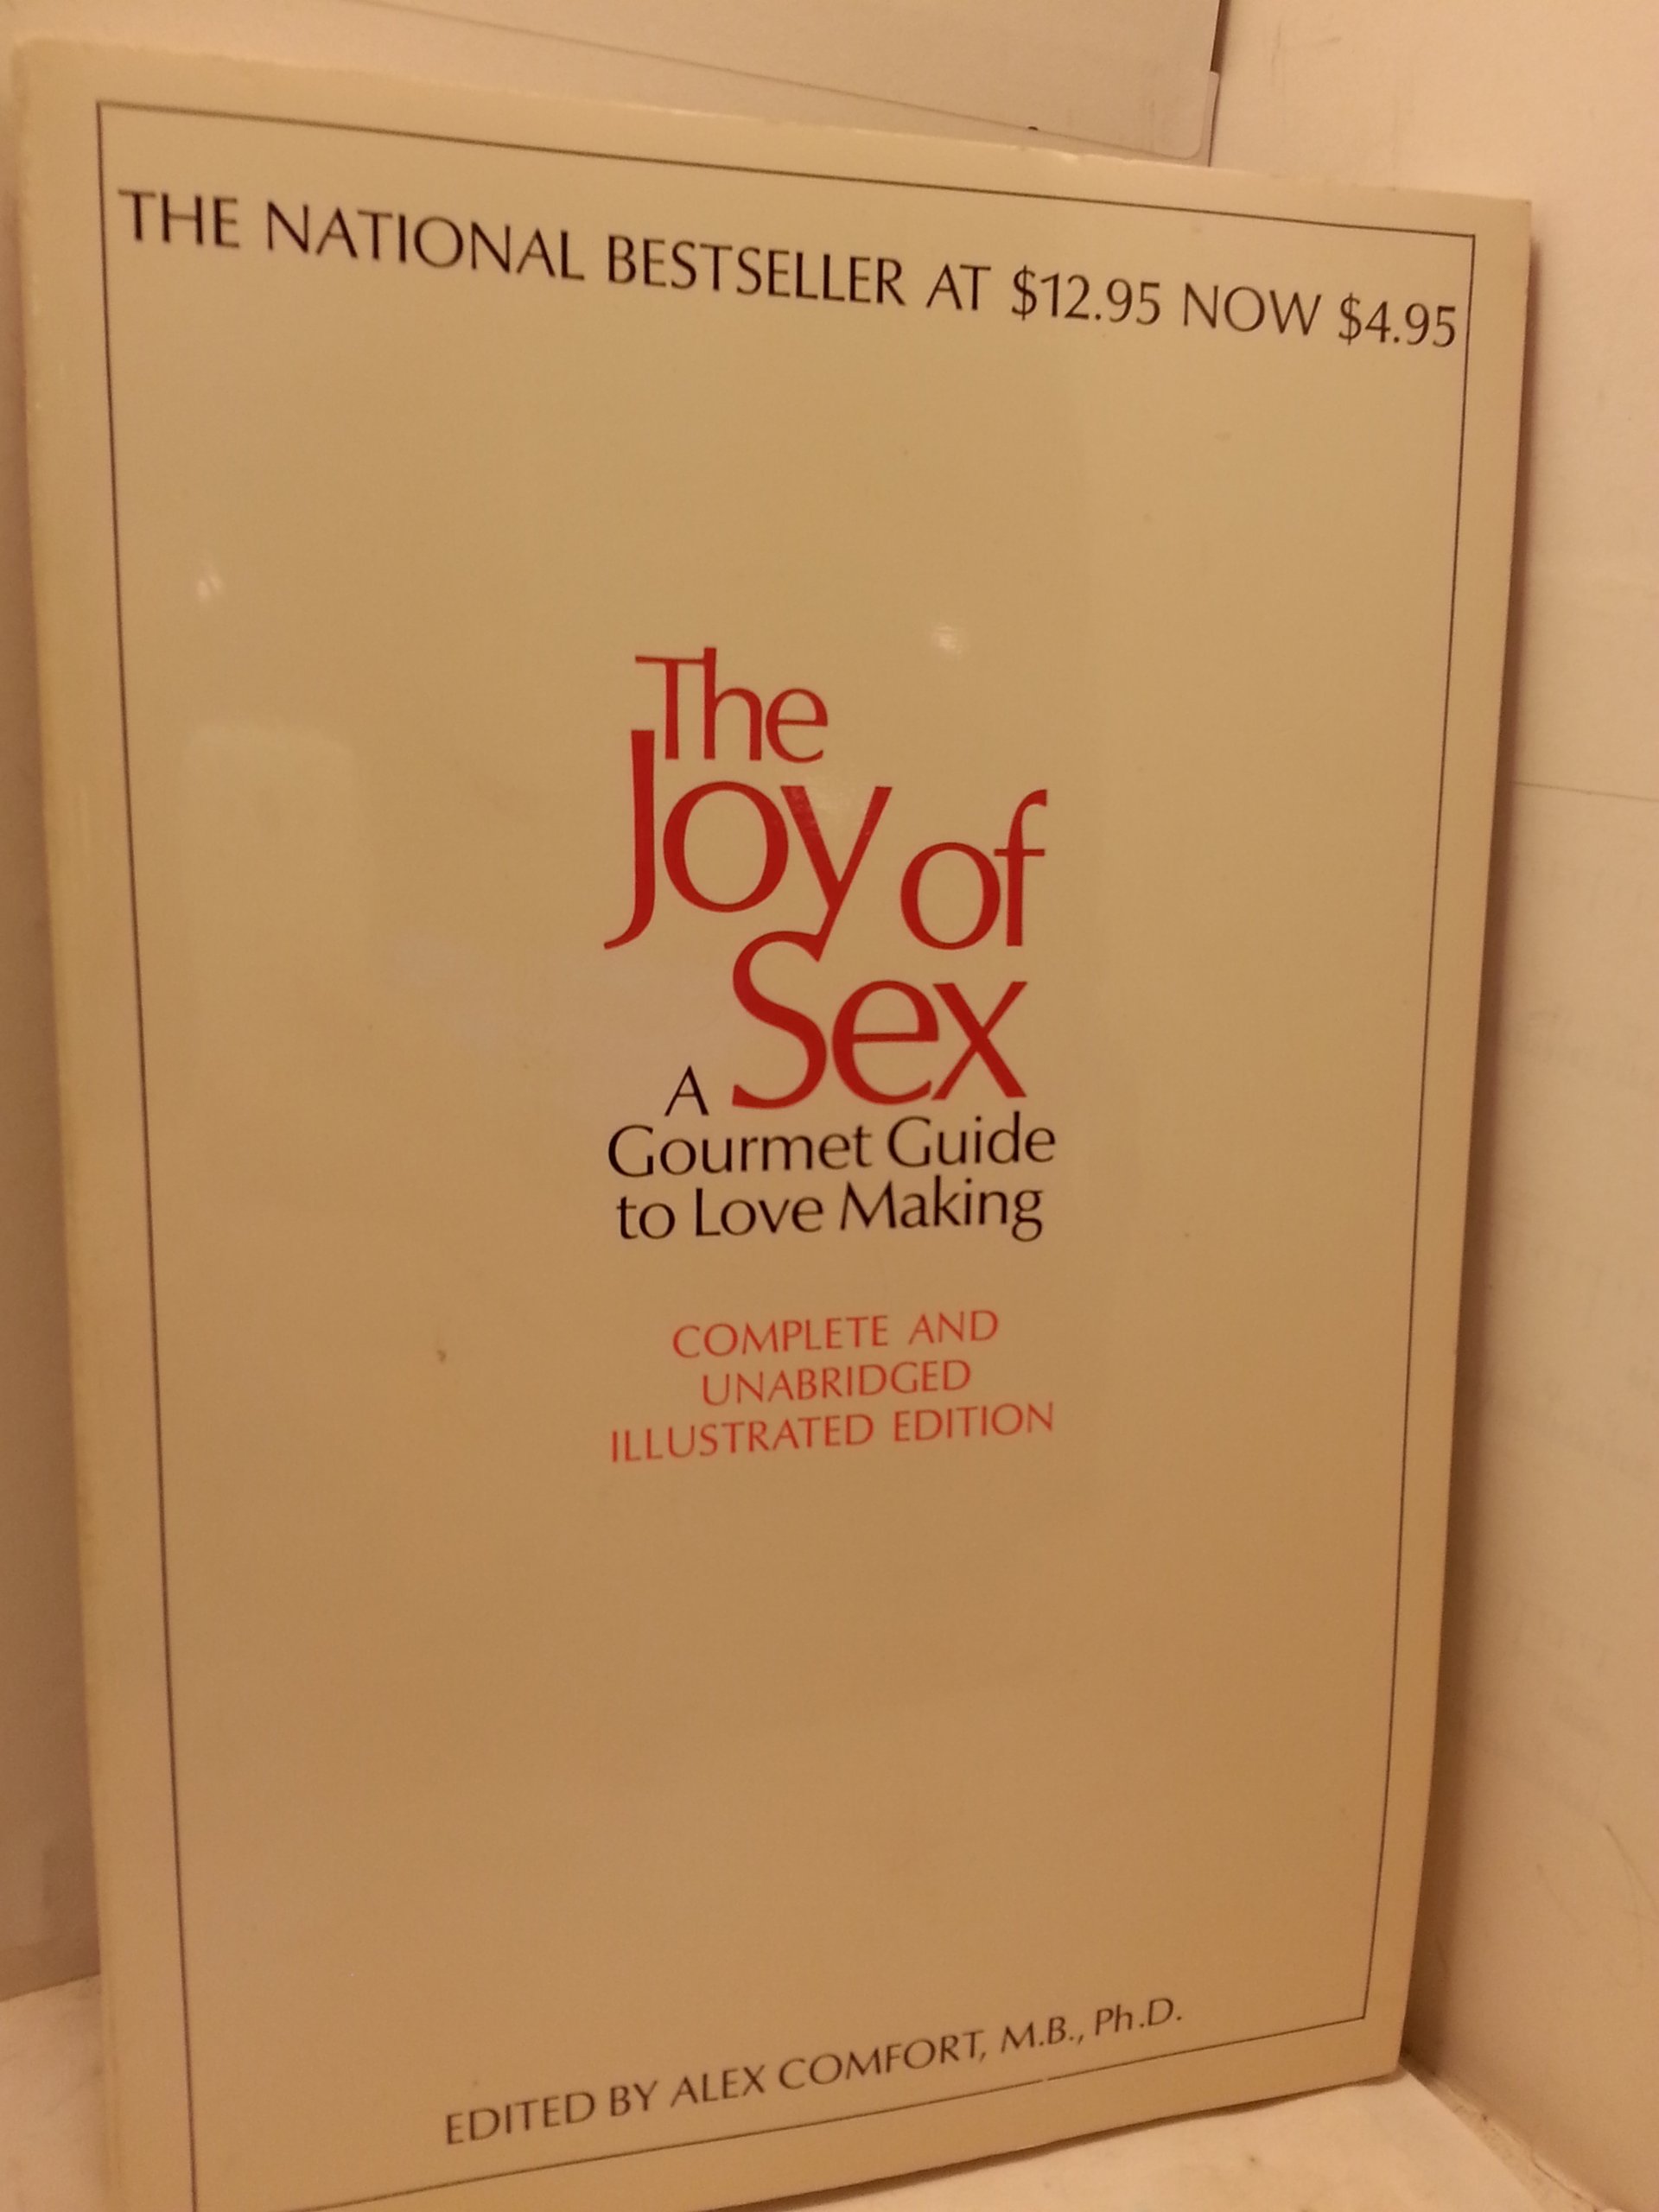 THE NATIONAL BESTSELLER AT $12.95 NOW $4.95
The
Joy of
Sex
A
Gourmet Guide
to Love Making
COMPLETE AND
UNABRIDGED
ILLUSTRATED EDITION
EDITED BY ALEX COMFORT, M.B., Ph.D.